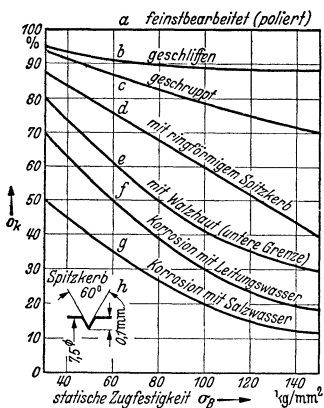 a feinstbearbeitet (poliert)
100
%
90
80
70
60
50
40
30
20
10
0
σk
b geschliffen
c geschruppt
d mit ringförmigem Spitzkerb
e mit Walzhaut (untere Grenze)
f Korrosion mit Leitungswasser
g Korrosion mit Salzwasser
Spitzkerb
60°
h
7,5 ϕ
0,1mm
40 60 80 100 120 kg/mm²
statische Zugfestigkeit σB